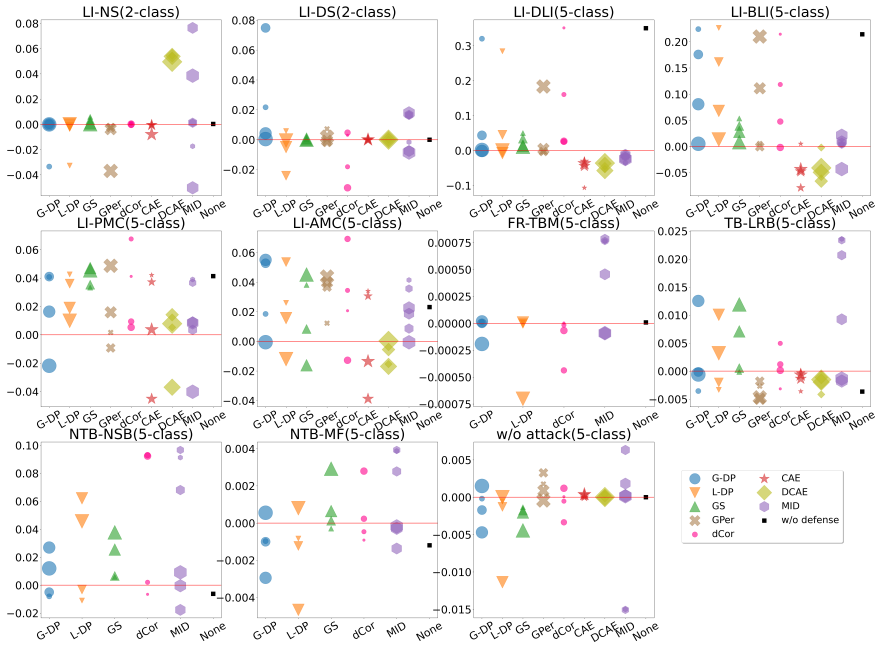 LI-NS(2-class) LI-DS(2-class) LI-DLI(5-class) LI-BLI(5-class)
0.08 0.08 0.3 0.20
0.06 0.06 0.2 0.15
0.04 0.04 0.1 0.10
0.02 0.02 0.0 0.05
0.00 0.00 −0.1 0.00
−0.02 −0.02 −0.05
−0.04
G-DP L-DP GS GPer dCor CAE DCAE MID None G-DP L-DP GS GPer dCor CAE DCAE MID None G-DP L-DP GS GPer dCor CAE DCAE MID None G-DP L-DP GS GPer dCor CAE DCAE MID None
LI-PMC(5-class) LI-AMC(5-class) FR-TBM(5-class) TB-LRB(5-class)
0.06 0.06 0.00075 0.025
0.04 0.04 0.00050 0.020
0.02 0.02 0.00025 0.015
0.00 0.00 0.00000 0.010
−0.02 −0.02 −0.00025 0.005
−0.04 −0.04 −0.00050 0.000
−0.00075 −0.005
G-DP L-DP GS GPer dCor CAE DCAE MID None G-DP L-DP GS GPer dCor CAE DCAE MID None G-DP L-DP dCor MID None G-DP L-DP GS GPer dCor CAE DCAE MID None
NTB-NSB(5-class) NTB-MF(5-class) w/o attack(5-class)
0.10 0.004 0.005
0.08 0.002 0.000
0.06 0.000 −0.005
0.04 −0.002 −0.010
0.02 −0.004 −0.015
0.00
−0.02
G-DP L-DP GS dCor MID None G-DP L-DP GS dCor MID None G-DP L-DP GS GPer dCor CAE DCAE MID None
G-DP CAE
L-DP DCAE
GS MID
GPer w/o defense
dCor